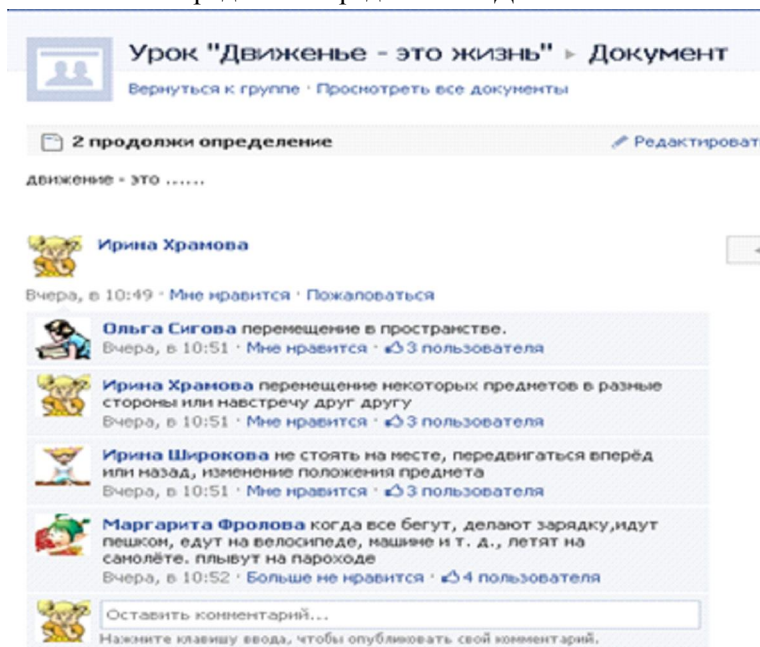 Урок "Движенье - это жизнь" ▸ Документ
Вернуться к группе · Просмотреть все документы
2 продолжи определение
Редактироват
движение - это ......
Ирина Храмова
Вчера, в 10:49 · Мне нравится · Пожаловаться
Ольга Сигова перемещение в пространстве.
Вчера, в 10:51 · Мне нравится · 3 пользователя
Ирина Храмова перемещение некоторых предметов в разные
стороны или навстречу друг другу
Вчера, в 10:51 · Мне нравится · 3 пользователя
Ирина Широкова не стоять на месте, передвигаться вперёд
или назад, изменение положения предмета
Вчера, в 10:51 · Мне нравится · 3 пользователя
Маргарита Фролова когда все бегут, делают зарядку,идут
пешком, едут на велосипеде, машине и т. д., летят на
самолёте. плывут на пароходе
Вчера, в 10:52 · Больше не нравится · 4 пользователя
Оставить комментарий...
Нажмите клавишу ввода, чтобы опубликовать свой комментарий.